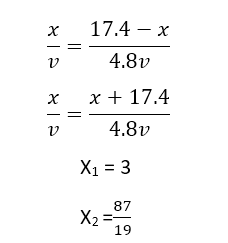 x/v = (17.4 − x)/4.8v
x/v = (x + 17.4)/4.8v
X₁ = 3
X₂ = 87/19